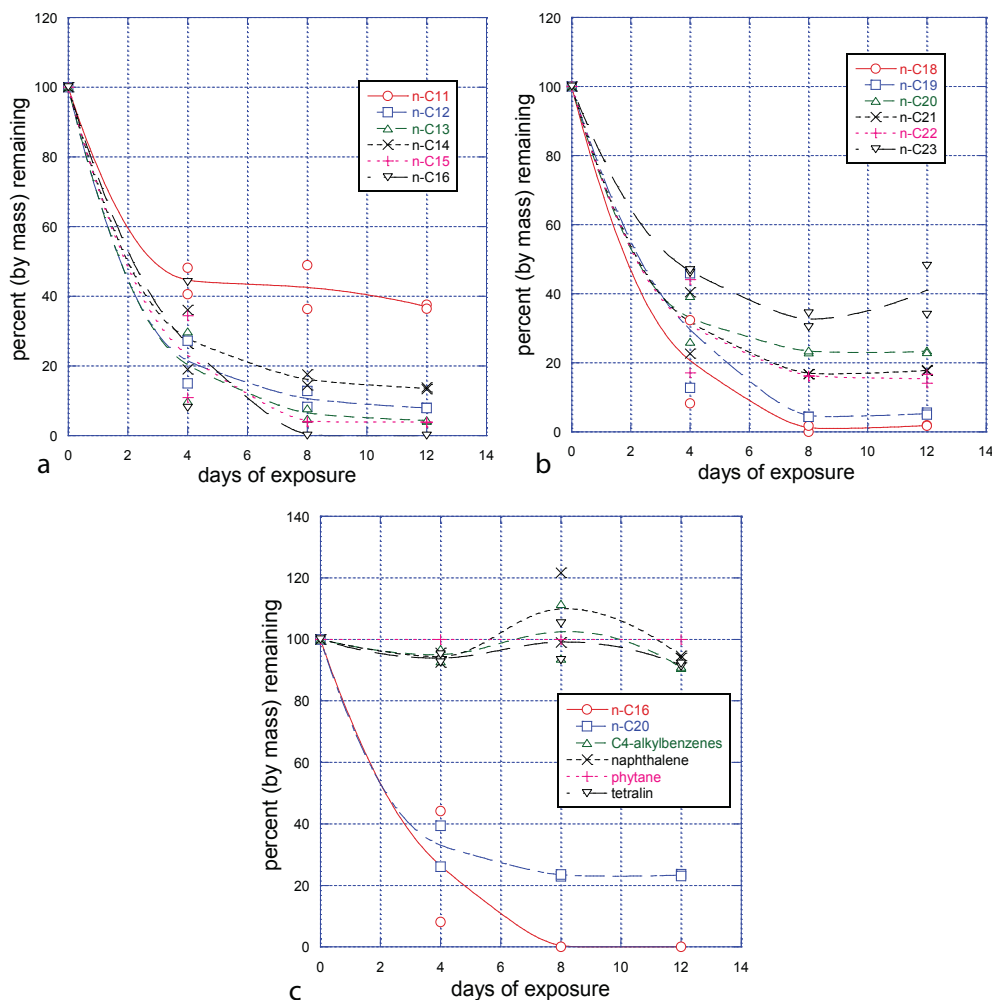 120
100
80
60
40
20
0
percent (by mass) remaining
n-C11
n-C12
n-C13
n-C14
n-C15
n-C16
0 2 4 6 8 10 12 14
days of exposure
a
120
100
80
60
40
20
0
percent (by mass) remaining
n-C18
n-C19
n-C20
n-C21
n-C22
n-C23
0 2 4 6 8 10 12 14
days of exposure
b
140
120
100
80
60
40
20
0
percent (by mass) remaining
n-C16
n-C20
C4-alkylbenzenes
naphthalene
phytane
tetralin
0 2 4 6 8 10 12 14
days of exposure
c